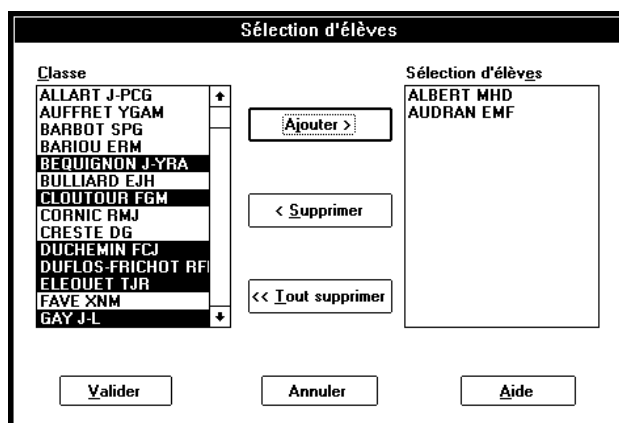 Sélection d'élèves
Classe
ALLART J-PCG
AUFFRET YGAM
BARBOT SPG
BARIOU ERM
BEQUIGNON J-YRA
BULLIARD EJH
CLOUTOUR FGM
CORNIC RMJ
CRESTE DG
DUCHEMIN FCJ
DUFLOS-FRICHOT RF
ELEOUET TJR
FAVE XNM
GAY J-L
Ajouter >
< Supprimer
<< Tout supprimer
Sélection d'élèves
ALBERT MHD
AUDRAN EMF
Valider
Annuler
Aide